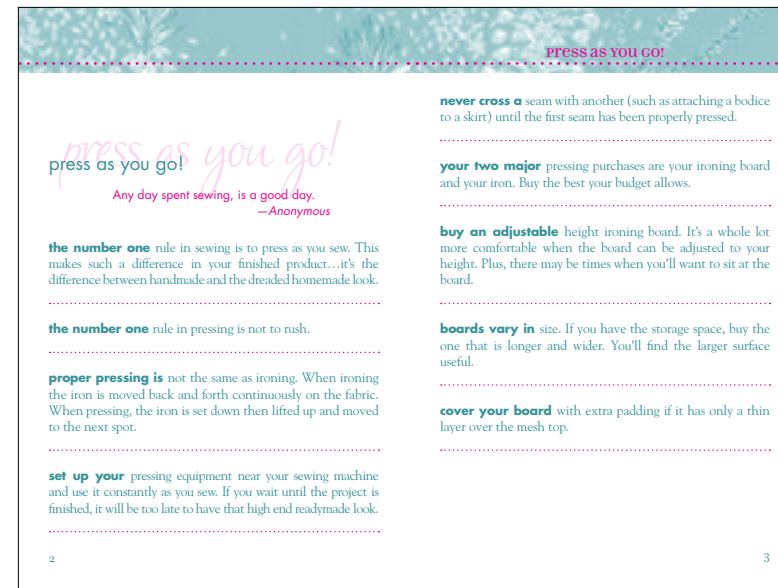 Press as You Go!
press as you go!
press as you go!
Any day spent sewing, is a good day.
—Anonymous
the number one rule in sewing is to press as you sew. This
makes such a difference in your finished product…it's the
difference between handmade and the dreaded homemade look.
the number one rule in pressing is not to rush.
proper pressing is not the same as ironing. When ironing
the iron is moved back and forth continuously on the fabric.
When pressing, the iron is set down then lifted up and moved
to the next spot.
set up your pressing equipment near your sewing machine
and use it constantly as you sew. If you wait until the project is
finished, it will be too late to have that high end readymade look.
2
never cross a seam with another (such as attaching a bodice
to a skirt) until the first seam has been properly pressed.
your two major pressing purchases are your ironing board
and your iron. Buy the best your budget allows.
buy an adjustable height ironing board. It's a whole lot
more comfortable when the board can be adjusted to your
height. Plus, there may be times when you'll want to sit at the
board.
boards vary in size. If you have the storage space, buy the
one that is longer and wider. You'll find the larger surface
useful.
cover your board with extra padding if it has only a thin
layer over the mesh top.
3